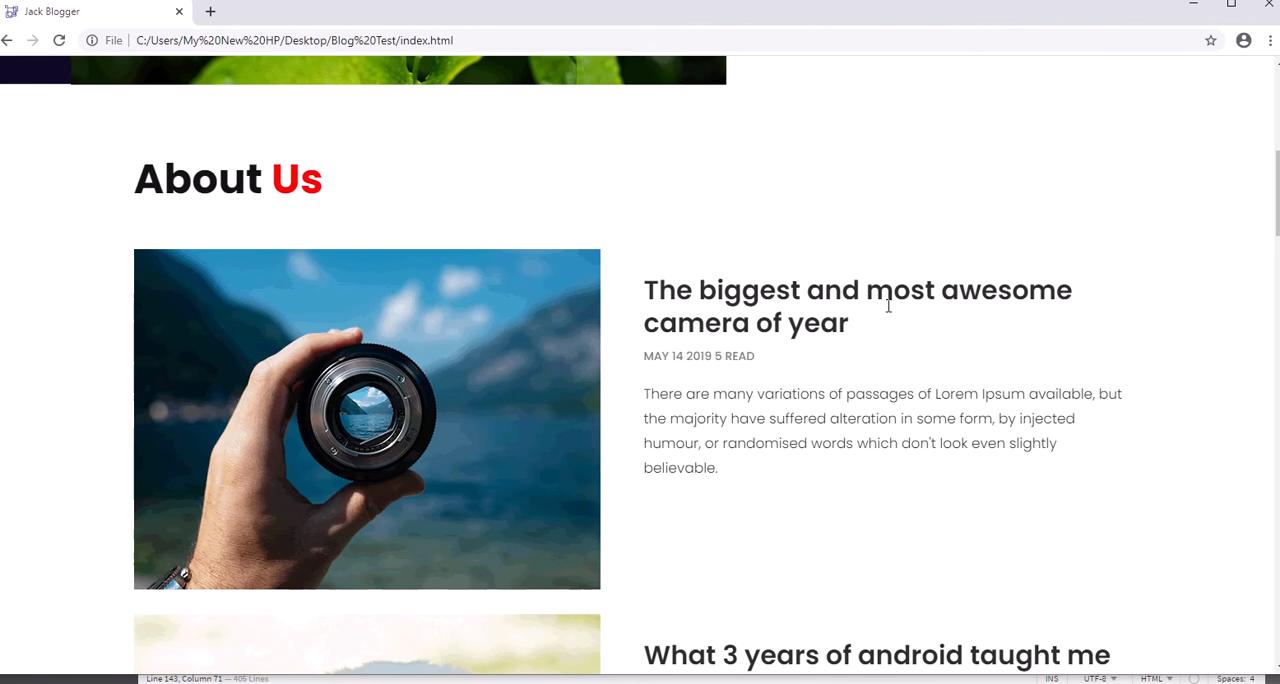 Jack Blogger
File C:/Users/My%20New%20HP/Desktop/Blog%20Test/index.html
About Us
The biggest and most awesome
camera of year
MAY 14 2019 5 READ
There are many variations of passages of Lorem Ipsum available, but
the majority have suffered alteration in some form, by injected
humour, or randomised words which don't look even slightly
believable.
What 3 years of android taught me
Line 143, Column 71 — 405 Lines INS UTF-8 HTML Spaces: 4